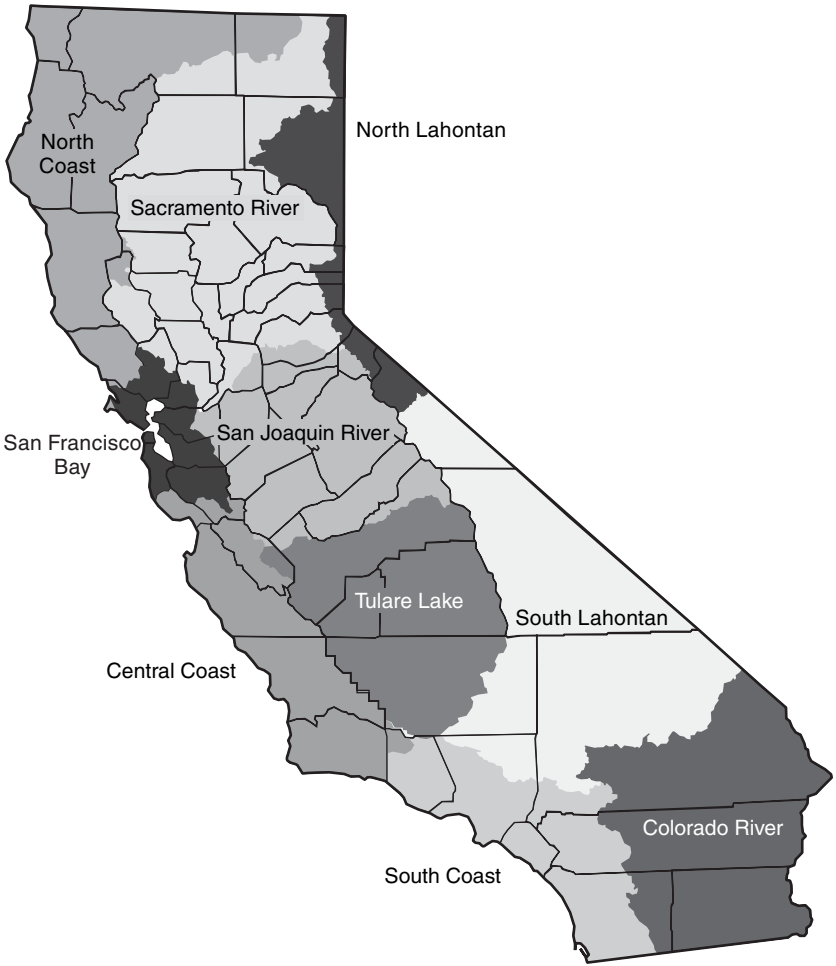 North Lahontan
North
Coast
Sacramento River
San Joaquin River
San Francisco
Bay
Tulare Lake
South Lahontan
Central Coast
Colorado River
South Coast